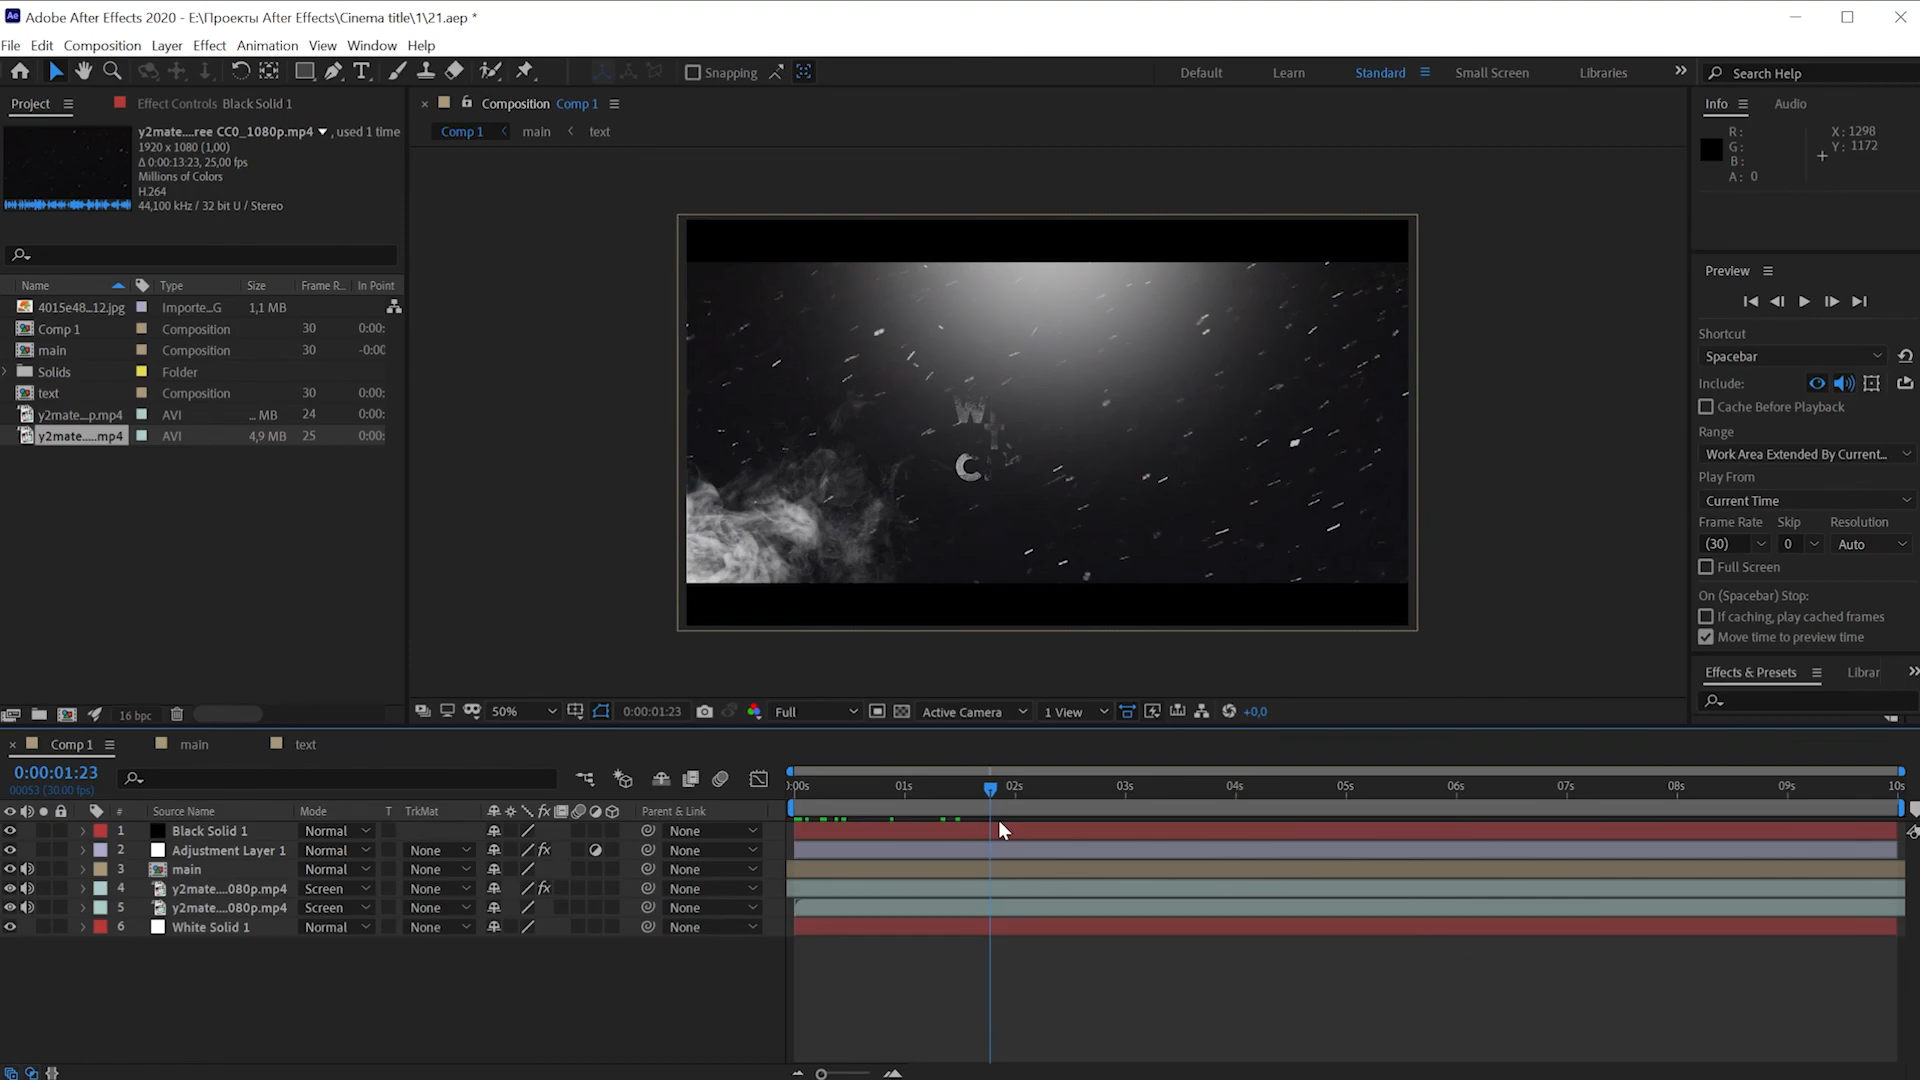 Adobe After Effects 2020 - E:\Проекты After Effects\Cinema title\1\21.aep *
File Edit Composition Layer Effect Animation View Window Help
Snapping
Default Learn Standard Small Screen Libraries
Search Help
Project
Effect Controls Black Solid 1
y2mate....ree CC0_1080p.mp4 , used 1 time
1920 x 1080 (1,00)
Δ 0:00:13:23, 25,00 fps
Millions of Colors
H.264
44,100 kHz / 32 bit U / Stereo
Name Type Size Frame R... In Point
4015e48...12.jpg Importe...G 1,1 MB
Comp 1 Composition 30 0:00:
main Composition 30 -0:00
Solids Folder
text Composition 30 0:00:
y2mate...p.mp4 AVI ... MB 24 0:00:
y2mate.....mp4 AVI 4,9 MB 25 0:00:
16 bpc
Composition Comp 1
Comp 1 main text
W t
C
50% 0:00:01:23 Full Active Camera 1 View +0,0
Info Audio
R: X: 1298
G: Y: 1172
B:
A: 0
Preview
Shortcut
Spacebar
Include:
Cache Before Playback
Range
Work Area Extended By Current...
Play From
Current Time
Frame Rate Skip Resolution
(30) 0 Auto
Full Screen
On (Spacebar) Stop:
If caching, play cached frames
Move time to preview time
Effects & Presets Librar
Comp 1 main text
0:00:01:23
00053 (30.00 fps)
:00s 01s 02s 03s 04s 05s 06s 07s 08s 09s 10s
# Source Name Mode T TrkMat Parent & Link
1 Black Solid 1 Normal None
2 Adjustment Layer 1 Normal None fx None
3 main Normal None None
4 y2mate....080p.mp4 Screen None fx None
5 y2mate....080p.mp4 Screen None None
6 White Solid 1 Normal None None